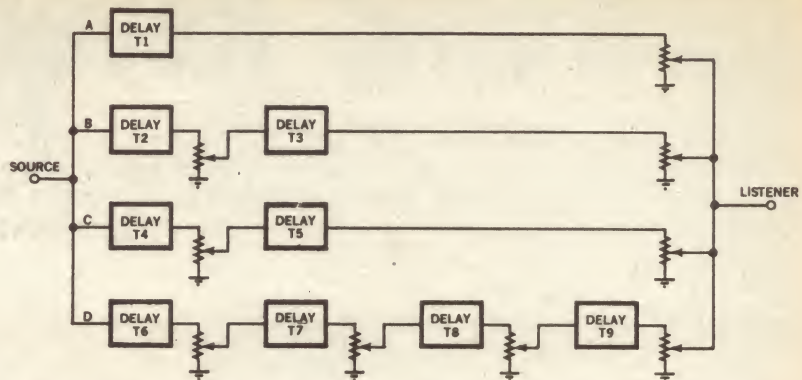 A
DELAY
T1
B
DELAY
T2
DELAY
T3
SOURCE
LISTENER
C
DELAY
T4
DELAY
T5
D
DELAY
T6
DELAY
T7
DELAY
T8
DELAY
T9